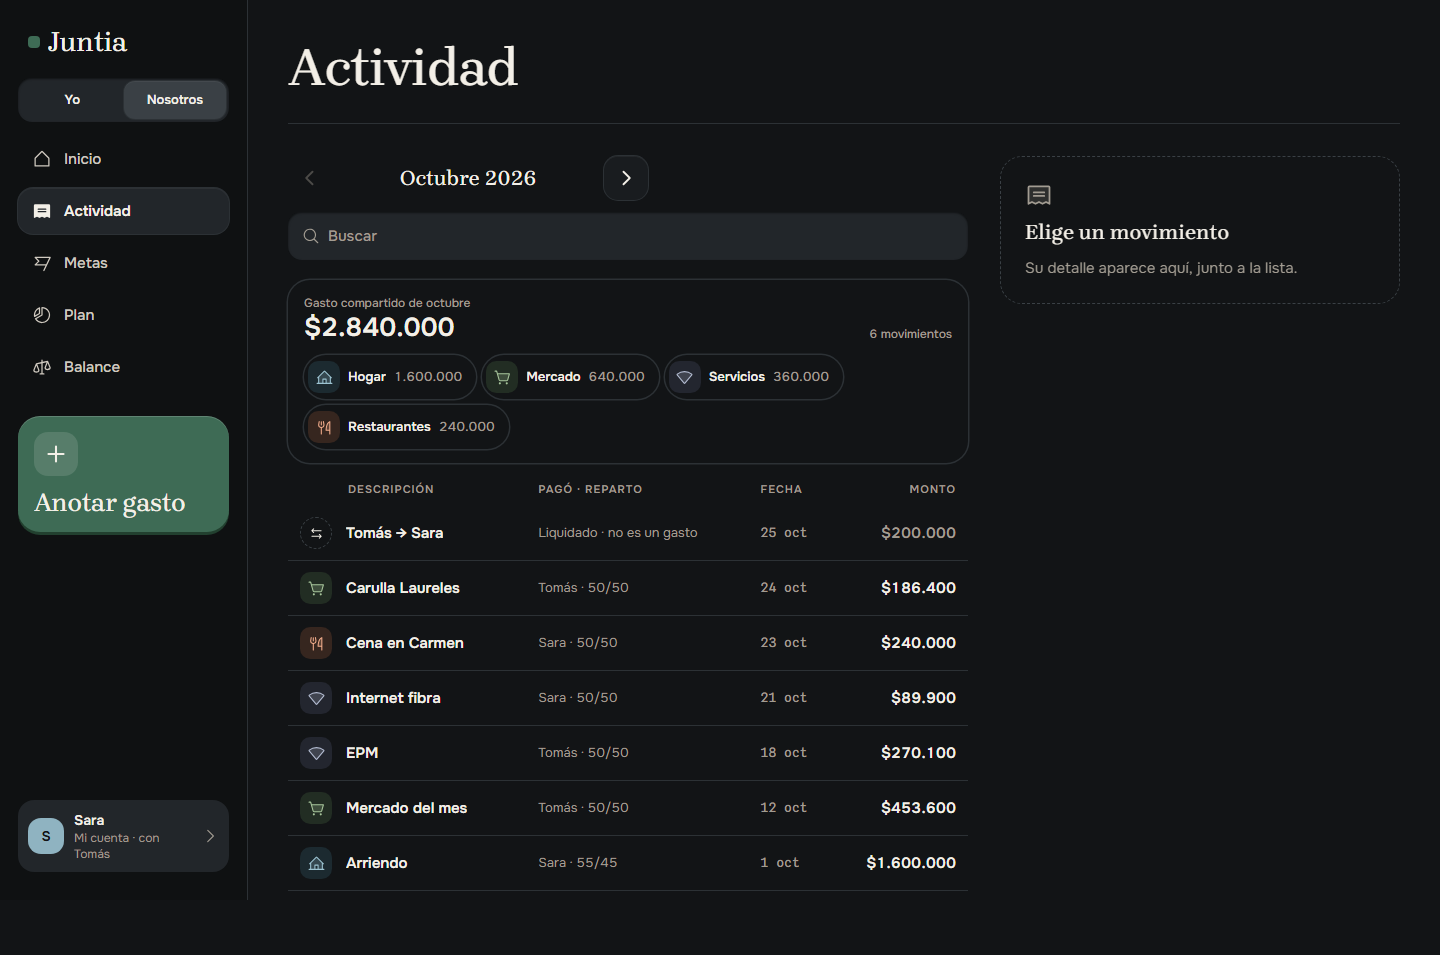 Juntia
Yo
Nosotros
Inicio
Actividad
Metas
Plan
Balance
Anotar gasto
S
Sara
Mi cuenta · con
Tomás
Actividad
Octubre 2026
Buscar
Gasto compartido de octubre
$2.840.000
6 movimientos
Hogar 1.600.000
Mercado 640.000
Servicios 360.000
Restaurantes 240.000
DESCRIPCIÓN PAGÓ · REPARTO FECHA MONTO
Tomás → Sara Liquidado · no es un gasto 25 oct $200.000
Carulla Laureles Tomás · 50/50 24 oct $186.400
Cena en Carmen Sara · 50/50 23 oct $240.000
Internet fibra Sara · 50/50 21 oct $89.900
EPM Tomás · 50/50 18 oct $270.100
Mercado del mes Tomás · 50/50 12 oct $453.600
Arriendo Sara · 55/45 1 oct $1.600.000
Elige un movimiento
Su detalle aparece aquí, junto a la lista.